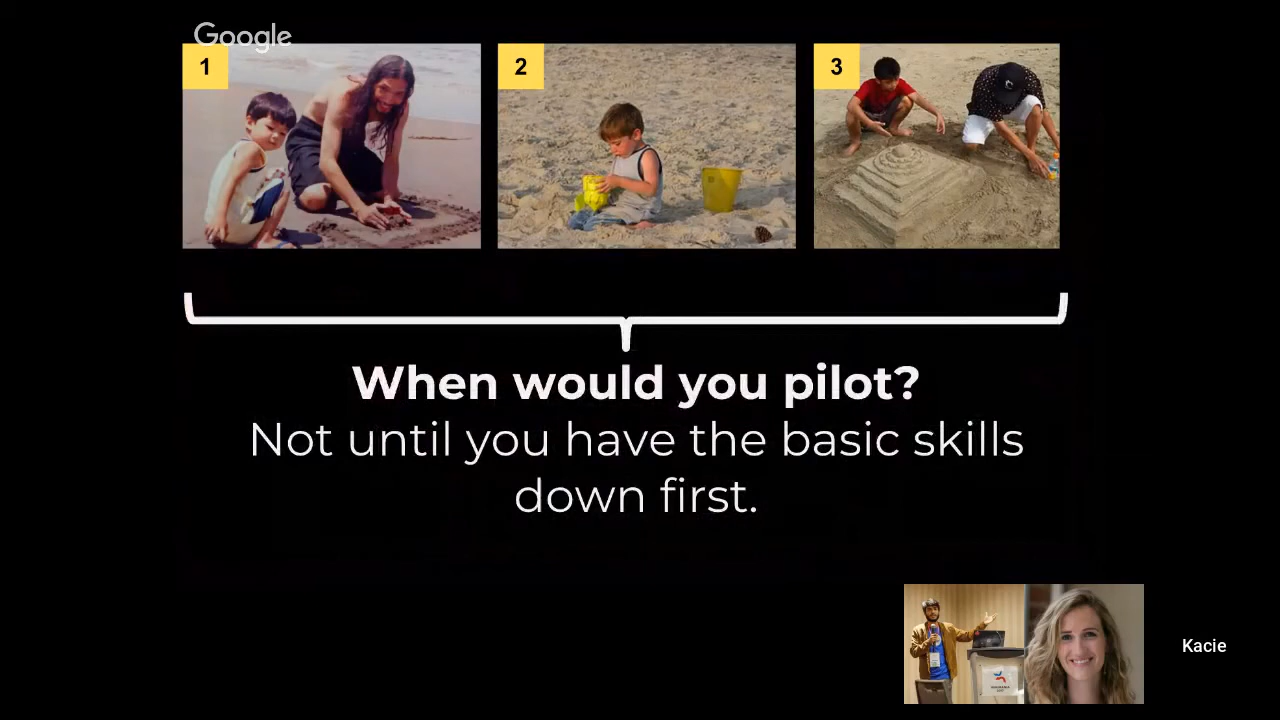 Google
1
2
3
When would you pilot?
Not until you have the basic skills
down first.
Kacie